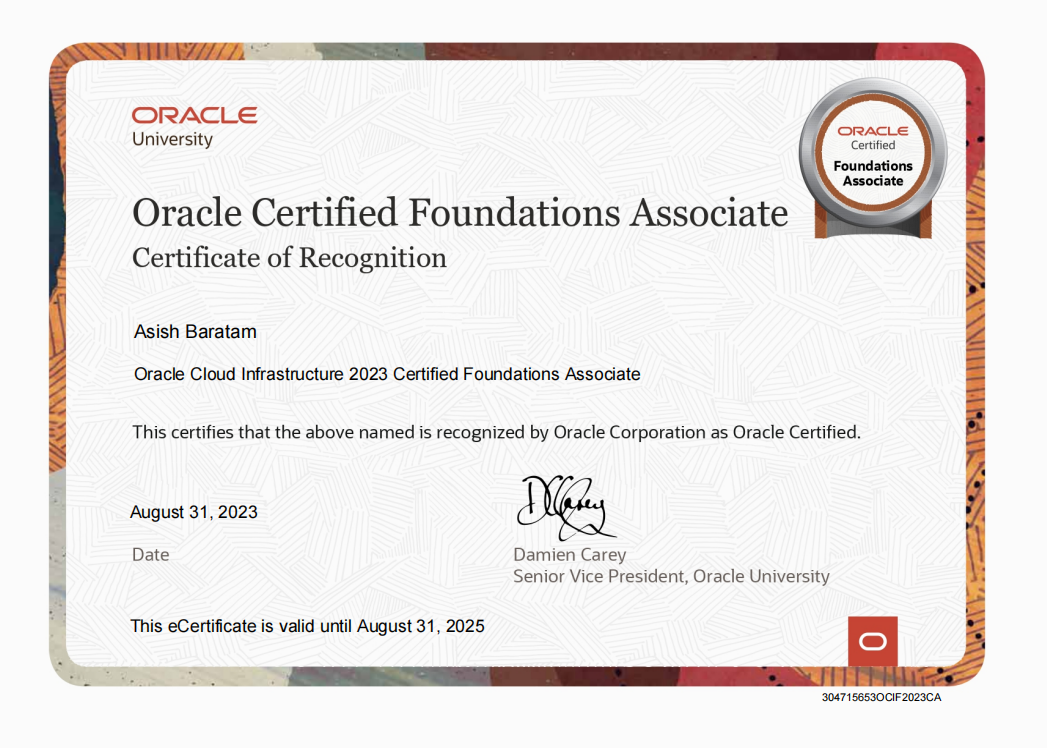 ORACLE
University
ORACLE
Certified
Foundations
Associate
Oracle Certified Foundations Associate
Certificate of Recognition
Asish Baratam
Oracle Cloud Infrastructure 2023 Certified Foundations Associate
This certifies that the above named is recognized by Oracle Corporation as Oracle Certified.
August 31, 2023
Date
DCarey
Damien Carey
Senior Vice President, Oracle University
This eCertificate is valid until August 31, 2025
304715653OCIF2023CA